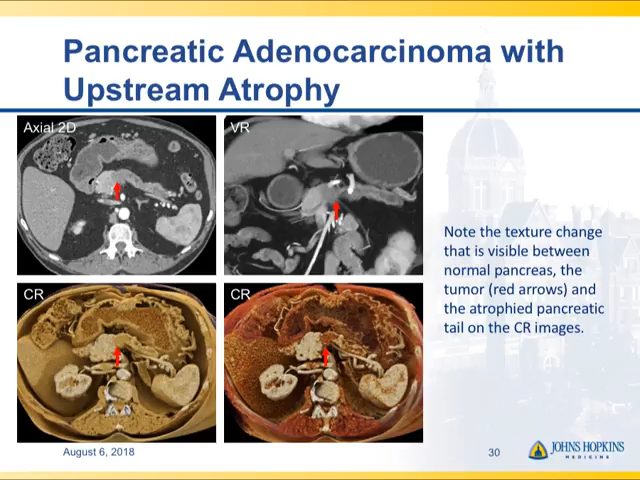 Pancreatic Adenocarcinoma with
Upstream Atrophy
Axial 2D
VR
CR
CR
Note the texture change
that is visible between
normal pancreas, the
tumor (red arrows) and
the atrophied pancreatic
tail on the CR images.
August 6, 2018
30
JOHNS HOPKINS
MEDICINE